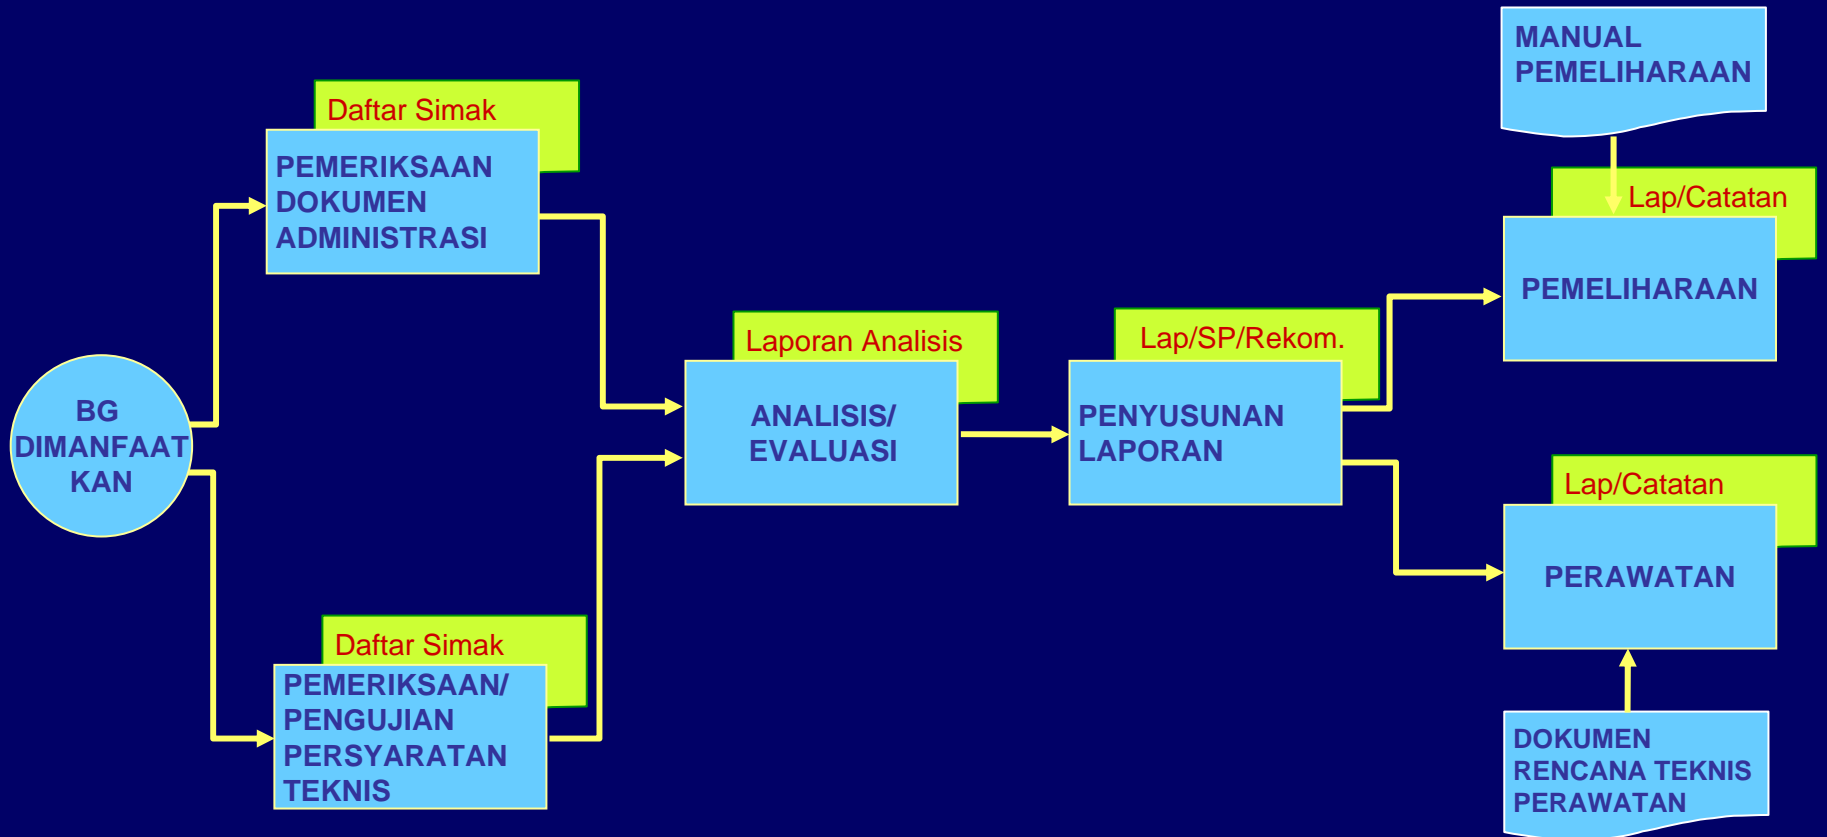 MANUAL
PEMELIHARAAN
Daftar Simak
PEMERIKSAAN
DOKUMEN
ADMINISTRASI
Lap/Catatan
PEMELIHARAAN
BG
DIMANFAAT
KAN
Laporan Analisis
ANALISIS/
EVALUASI
Lap/SP/Rekom.
PENYUSUNAN
LAPORAN
Lap/Catatan
PERAWATAN
Daftar Simak
PEMERIKSAAN/
PENGUJIAN
PERSYARATAN
TEKNIS
DOKUMEN
RENCANA TEKNIS
PERAWATAN